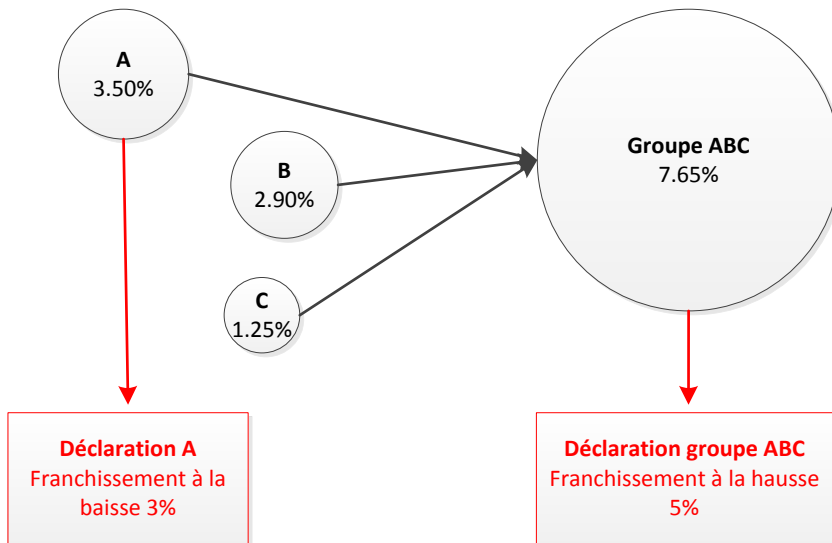 A
3.50%
B
2.90%
C
1.25%
Groupe ABC
7.65%
Déclaration A
Franchissement à la
baisse 3%
Déclaration groupe ABC
Franchissement à la hausse
5%